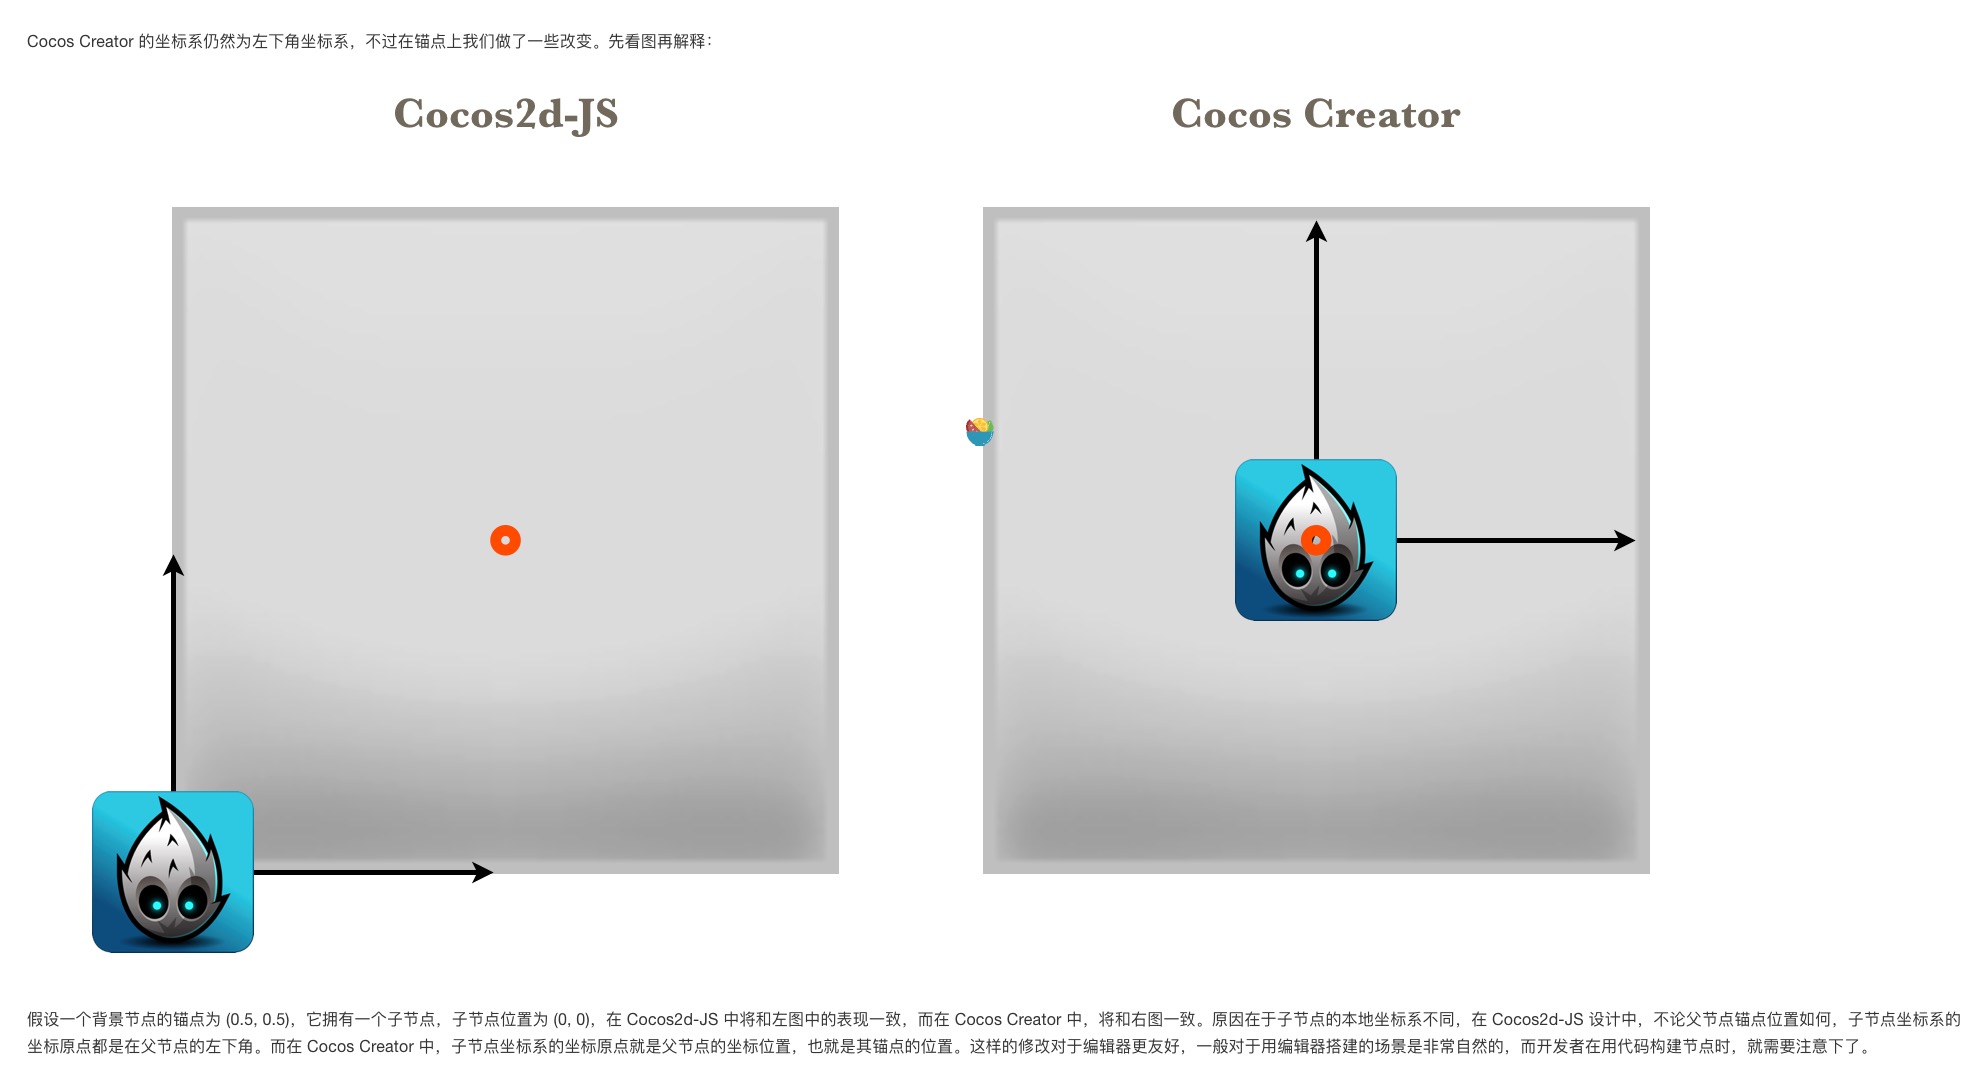 Cocos Creator 的坐标系仍然为左下角坐标系，不过在锚点上我们做了一些改变。先看图再解释：
Cocos2d-JS
Cocos Creator
假设一个背景节点的锚点为 (0.5, 0.5)，它拥有一个子节点，子节点位置为 (0, 0)，在 Cocos2d-JS 中将和左图中的表现一致，而在 Cocos Creator 中，将和右图一致。原因在于子节点的本地坐标系不同，在 Cocos2d-JS 设计中，不论父节点锚点位置如何，子节点坐标系的
坐标原点都是在父节点的左下角。而在 Cocos Creator 中，子节点坐标系的坐标原点就是父节点的坐标位置，也就是其锚点的位置。这样的修改对于编辑器更友好，一般对于用编辑器搭建的场景是非常自然的，而开发者在用代码构建节点时，就需要注意下了。